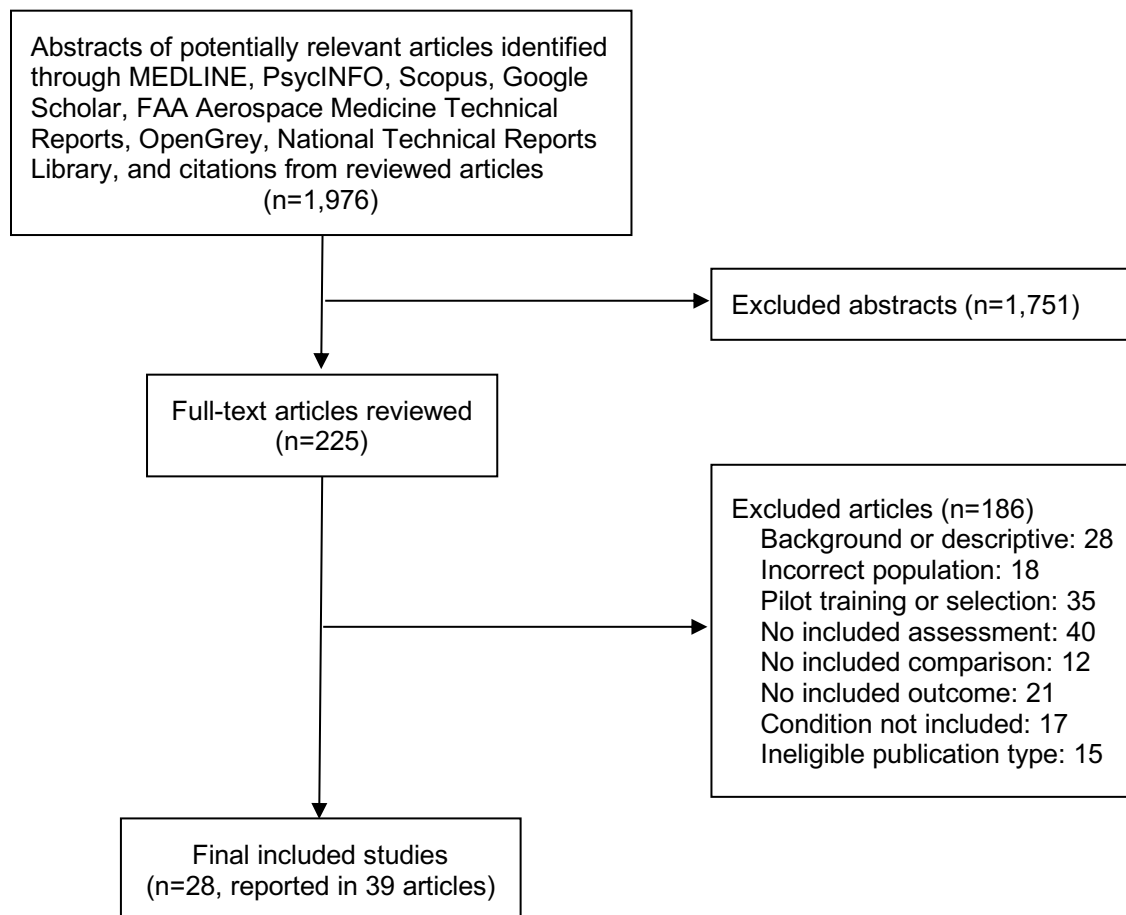 Abstracts of potentially relevant articles identified
through MEDLINE, PsycINFO, Scopus, Google
Scholar, FAA Aerospace Medicine Technical
Reports, OpenGrey, National Technical Reports
Library, and citations from reviewed articles
(n=1,976)
Excluded abstracts (n=1,751)
Full-text articles reviewed
(n=225)
Excluded articles (n=186)
Background or descriptive: 28
Incorrect population: 18
Pilot training or selection: 35
No included assessment: 40
No included comparison: 12
No included outcome: 21
Condition not included: 17
Ineligible publication type: 15
Final included studies
(n=28, reported in 39 articles)